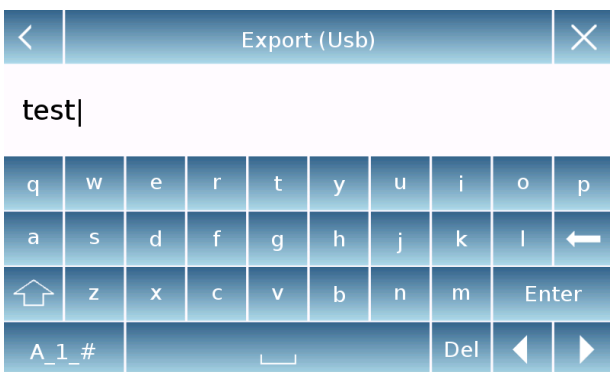 Export (Usb)
test
q w e r t y u i o p
a s d f g h j k l
z x c v b n m Enter
A_1_# Del